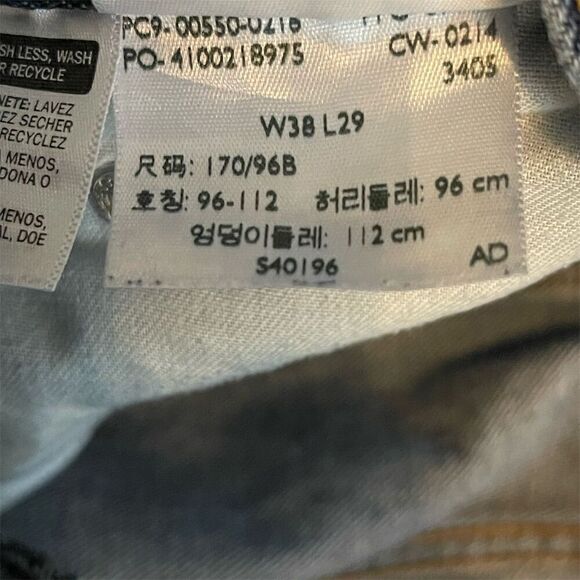 SH LESS, WASH
R RECYCLE
NETE: LAVEZ
EZ SECHER
RECYCLEZ
MENOS,
DONA O
MENOS,
AL, DOE
PC9-00550-0216
PO-4100218975
CW-0214
3405
W38 L29
尺码: 170/96B
호칭: 96-112 허리둘레: 96 cm
엉덩이둘레: 112 cm
S40196
AD